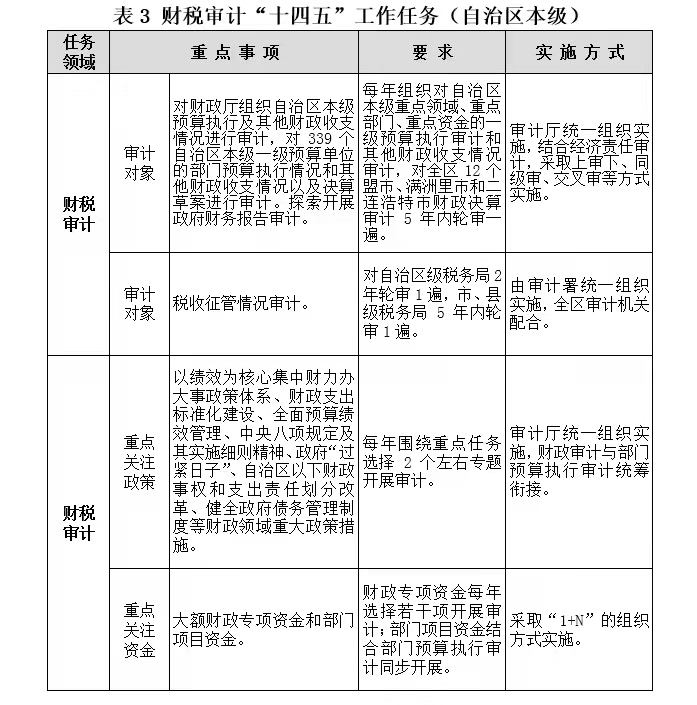 表3 财税审计“十四五”工作任务（自治区本级）
任务
领域
重点事项
要求
实施方式
财税
审计
审计
对象
对财政厅组织自治区本级
预算执行及其他财政收支
情况进行审计，对 339 个
自治区本级一级预算单位
的部门预算执行情况和其
他财政收支情况以及决算
草案进行审计。探索开展
政府财务报告审计。
每年组织对自治区
本级重点领域、重点
部门、重点资金的一
级预算执行审计和
其他财政收支情况
审计，对全区 12 个
盟市、满洲里市和二
连浩特市财政决算
审计 5 年内轮审一
遍。
审计厅统一组织实
施，结合经济责任审
计，采取上审下、同
级审、交叉审等方式
实施。
审计
对象
税收征管情况审计。
对自治区级税务局2
年轮审1遍，市、县
级税务局 5 年内轮
审1遍。
由审计署统一组织
实施，全区审计机关
配合。
财税
审计
重点
关注
政策
以绩效为核心集中财力办
大事政策体系、财政支出
标准化建设、全面预算绩
效管理、中央八项规定及
其实施细则精神、政府“过
紧日子”、自治区以下财政
事权和支出责任划分改
革、健全政府债务管理制
度等财政领域重大政策措
施。
每年围绕重点任务
选择 2 个左右专题
开展审计。
审计厅统一组织实
施，财政审计与部门
预算执行审计统筹
衔接。
重点
关注
资金
大额财政专项资金和部门
项目资金。
财政专项资金每年
选择若干项开展审
计；部门项目资金结
合部门预算执行审
计同步开展。
采取“1+N”的组织
方式实施。